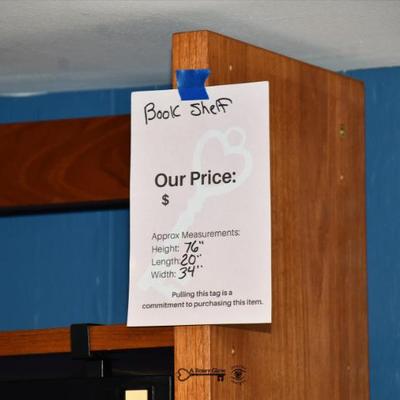 Book Shelf
Our Price:
$
Approx Measurements:
Height: 76"
Length: 20"
Width: 34"
Pulling this tag is a
commitment to purchasing this item.